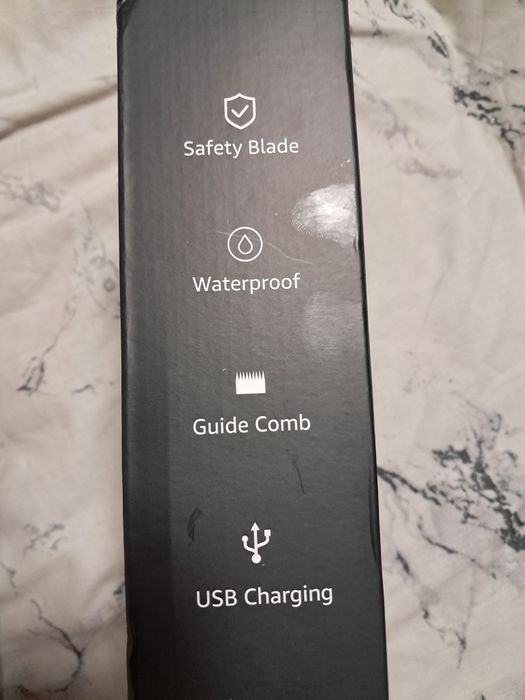 Safety Blade
Waterproof
Guide Comb
USB Charging